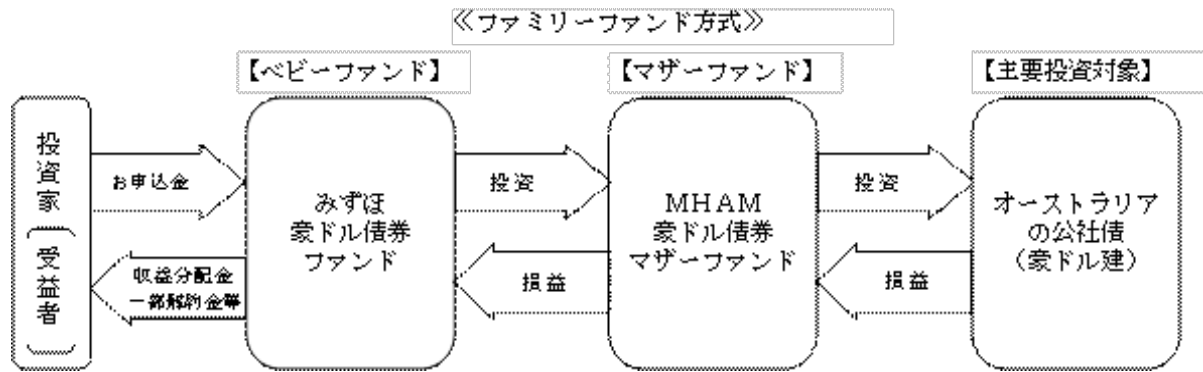 ≪ファミリーファンド方式≫
【ベビーファンド】
【マザーファンド】
【主要投資対象】
投資家
（受益者）
お申込金
収益分配金
一部解約金等
みずほ
豪ドル債券
ファンド
投資
損益
ＭＨＡＭ
豪ドル債券
マザーファンド
投資
損益
オーストラリア
の公社債
（豪ドル建）